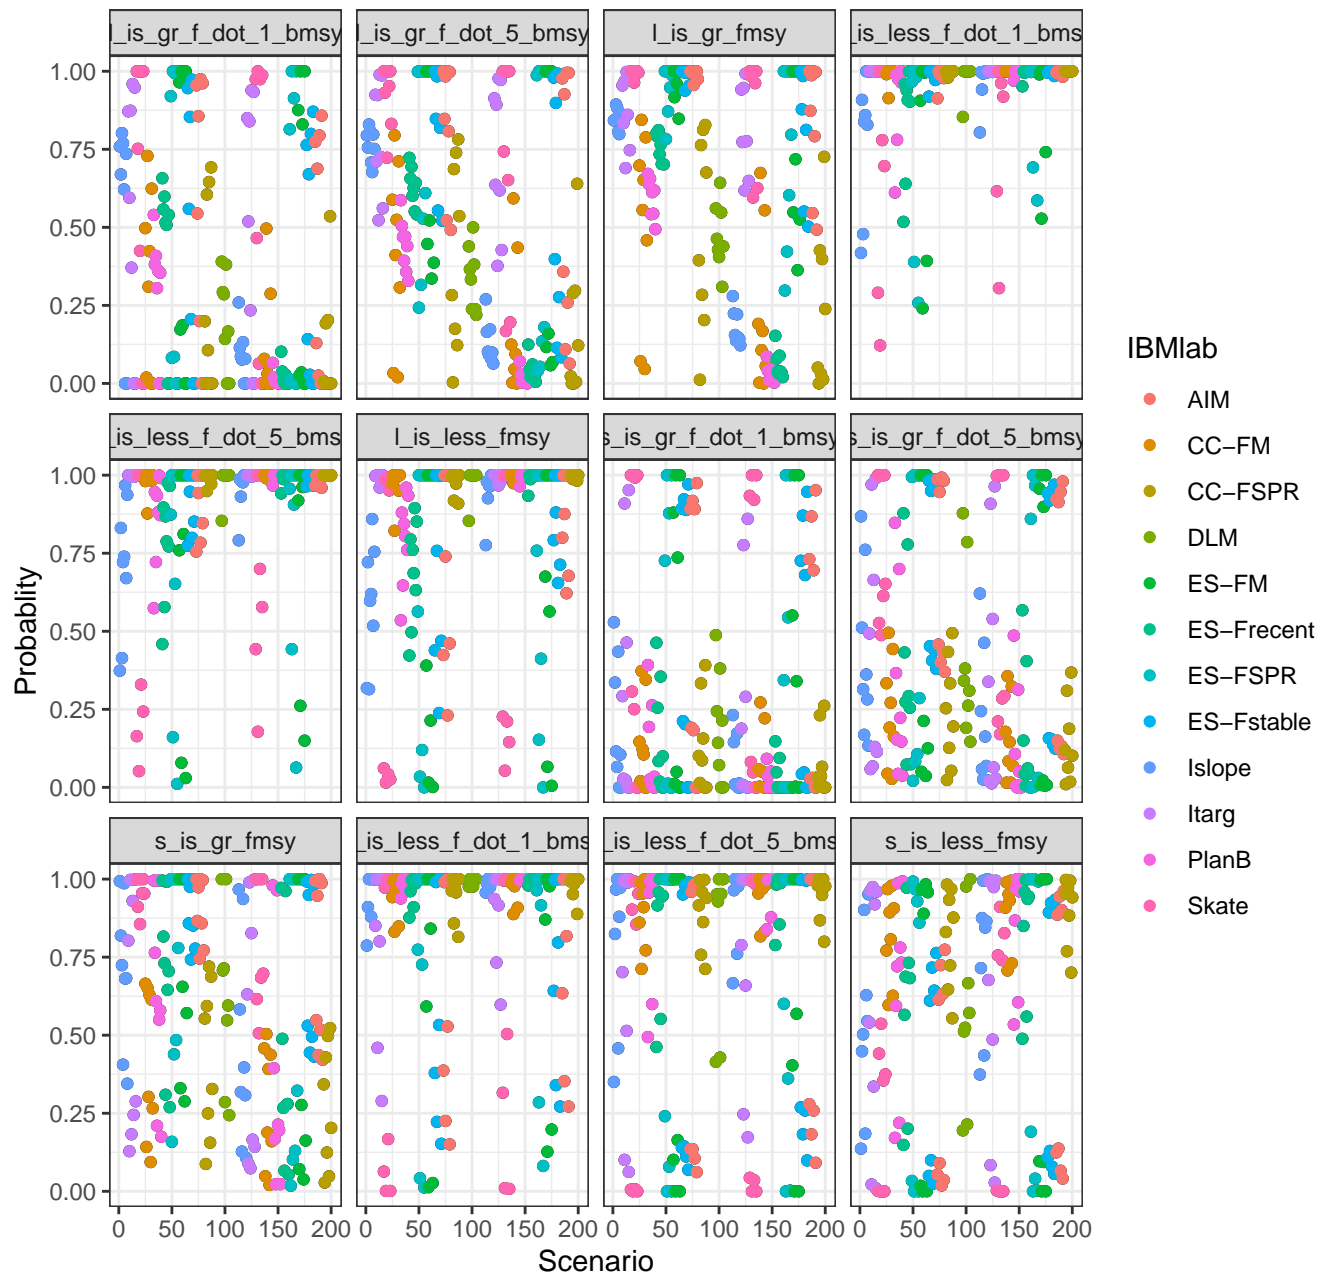 l_is_gr_f_dot_1_bmsy
l_is_gr_f_dot_5_bmsy
l_is_gr_fmsy
_is_less_f_dot_1_bms
1.00
0.75
0.50
0.25
0.00
_is_less_f_dot_5_bms
l_is_less_fmsy
s_is_gr_f_dot_1_bmsy
s_is_gr_f_dot_5_bmsy
1.00
0.75
0.50
0.25
0.00
s_is_gr_fmsy
_is_less_f_dot_1_bms
_is_less_f_dot_5_bms
s_is_less_fmsy
1.00
0.75
0.50
0.25
0.00
0 50 100 150 200
0 50 100 150 200
0 50 100 150 200
0 50 100 150 200
Scenario
Probablity
IBMlab
AIM
CC−FM
CC−FSPR
DLM
ES−FM
ES−Frecent
ES−FSPR
ES−Fstable
Islope
Itarg
PlanB
Skate